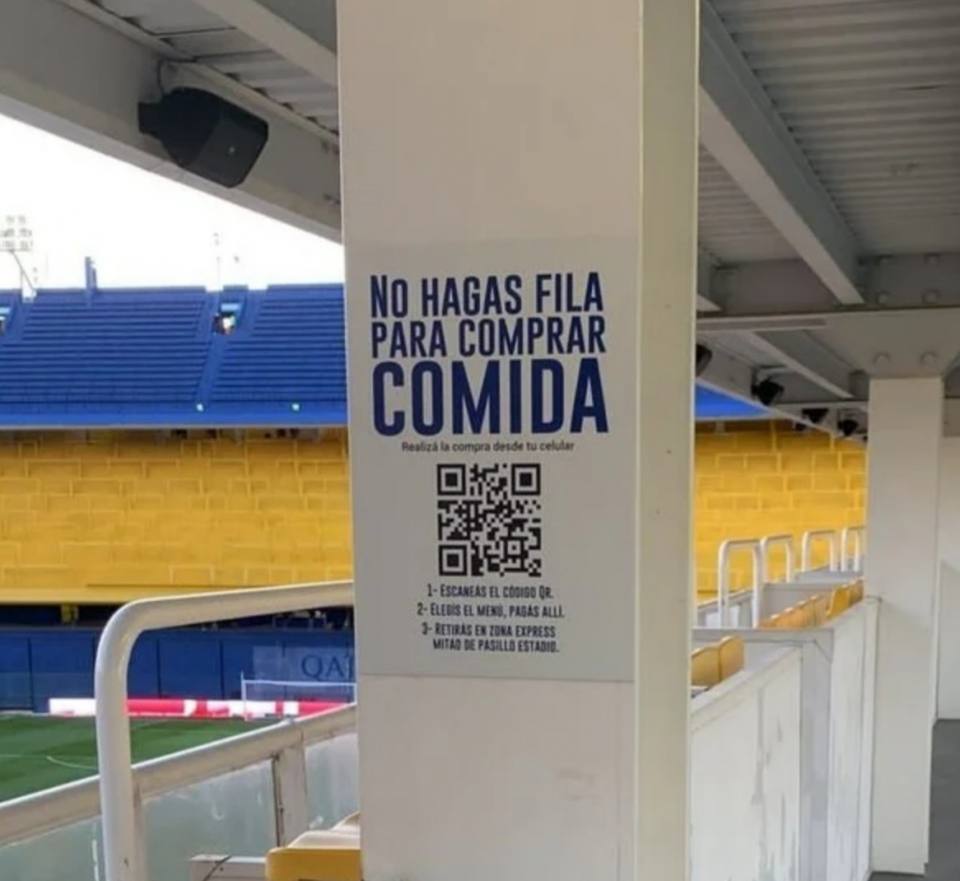 NO HAGAS FILA
PARA COMPRAR
COMIDA
Realizá la compra desde tu celular
1- ESCANEÁS EL CÓDIGO QR.
2- ELEGÍS EL MENÚ, PAGÁS ALLÍ.
3- RETIRÁS EN ZONA EXPRESS
MITAD DE PASILLO ESTADIO.
QA